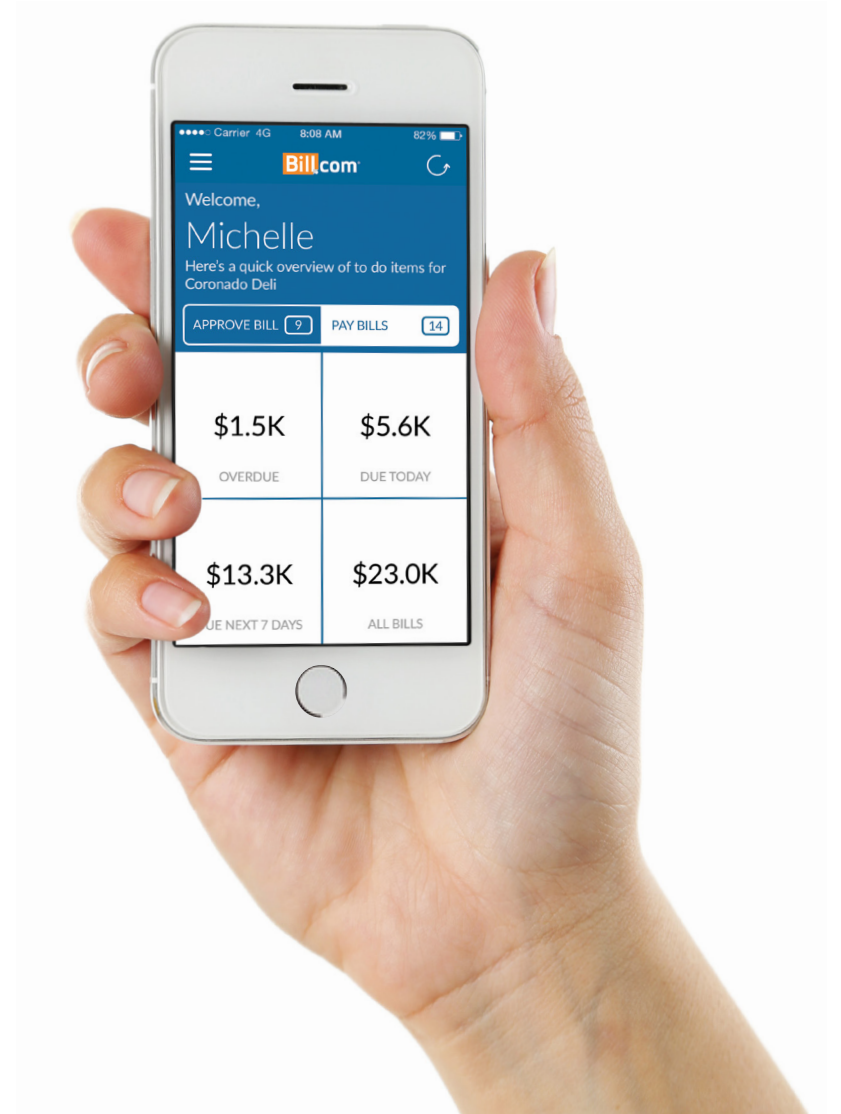 Carrier 4G 8:08 AM 82%
Bill.com
Welcome,
Michelle
Here's a quick overview of to do items for
Coronado Deli
APPROVE BILL 9 PAY BILLS 14
$1.5K $5.6K
OVERDUE DUE TODAY
$13.3K $23.0K
UE NEXT 7 DAYS ALL BILLS